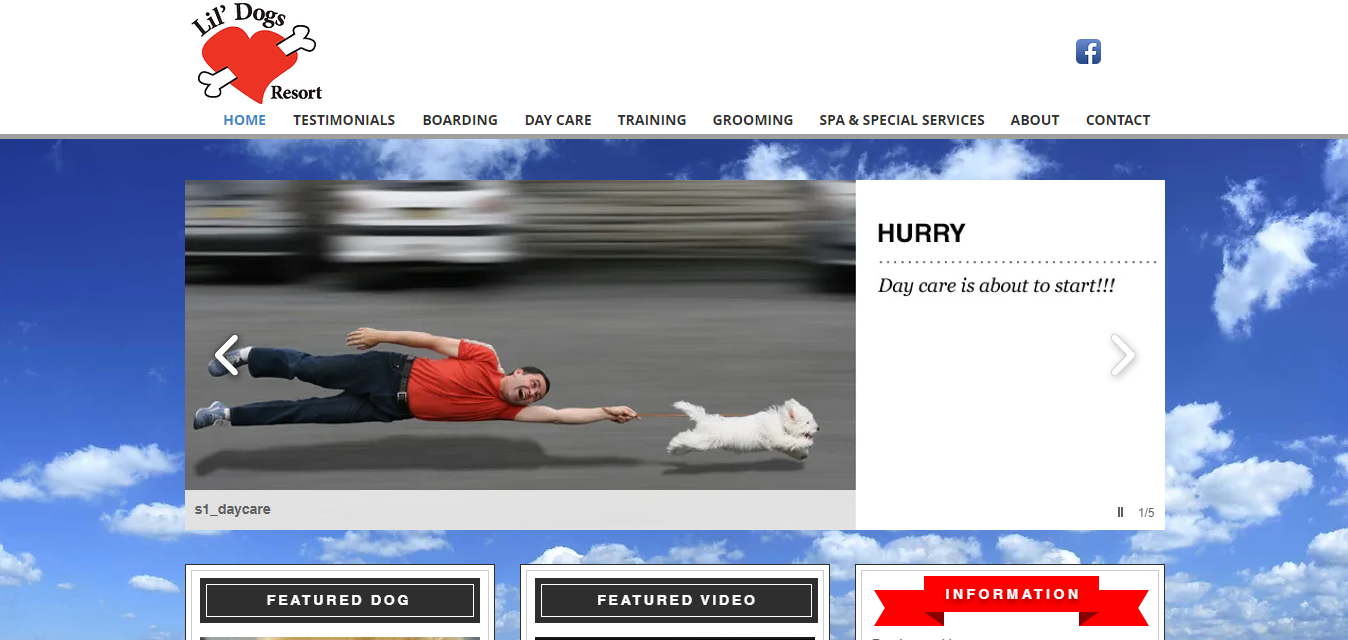 Lil' Dogs
Resort
HOME TESTIMONIALS BOARDING DAY CARE TRAINING GROOMING SPA & SPECIAL SERVICES ABOUT CONTACT
HURRY
Day care is about to start!!!
s1_daycare
1/5
FEATURED DOG
FEATURED VIDEO
INFORMATION